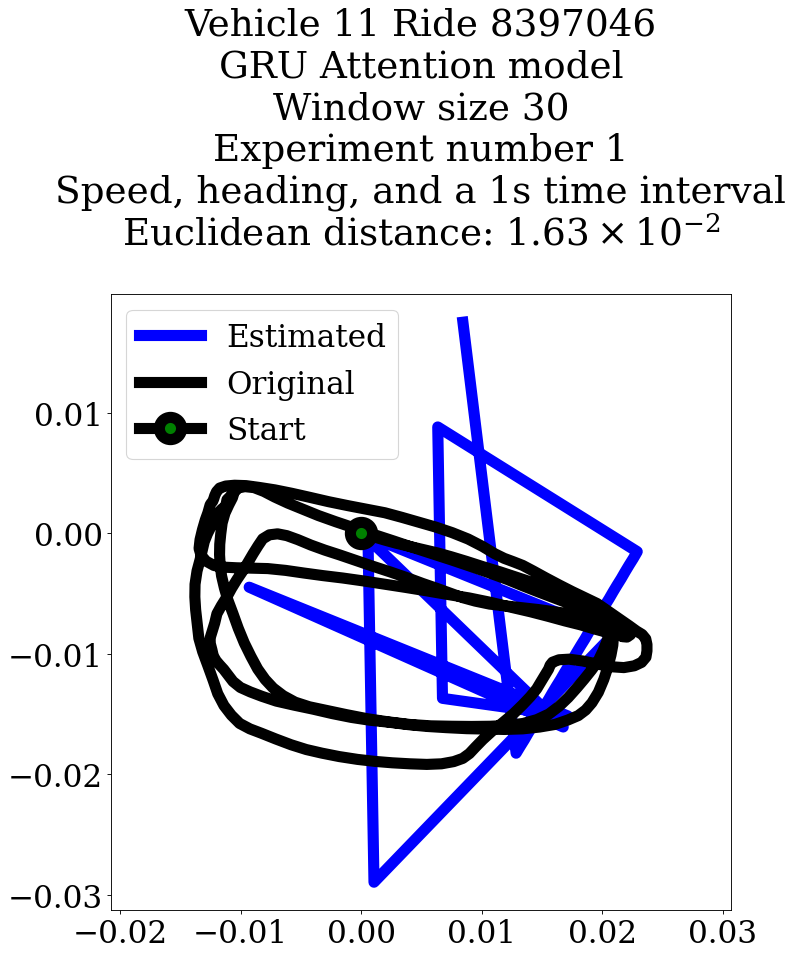 Vehicle 11 Ride 8397046
GRU Attention model
Window size 30
Experiment number 1
Speed, heading, and a 1s time interval
Euclidean distance: 1.63 × 10⁻²
Estimated
Original
Start
0.01
0.00
−0.01
−0.02
−0.03
−0.02 −0.01 0.00 0.01 0.02 0.03